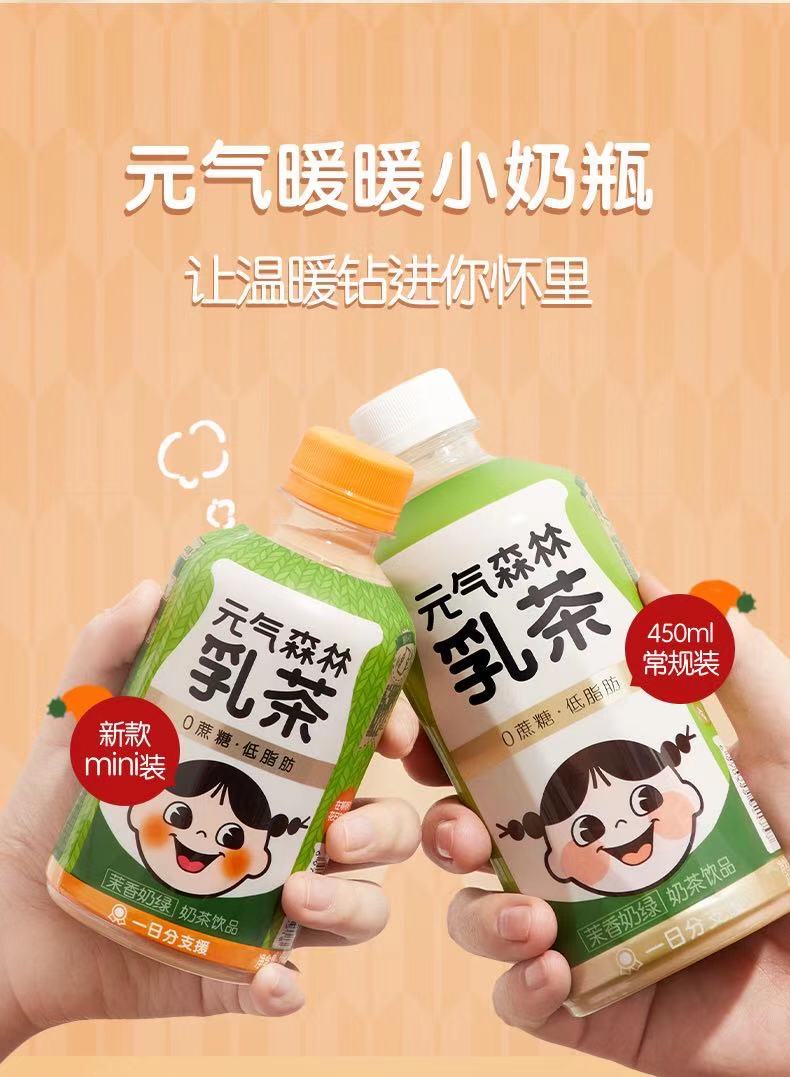 元气暖暖小奶瓶
让温暖钻进你怀里
元气森林
乳茶
0蔗糖·低脂肪
新款
mini装
茉香奶绿 奶茶饮品
一日分支援
元气森林
乳茶
0蔗糖·低脂肪
450ml
常规装
茉香奶绿 奶茶饮品
一日分支援